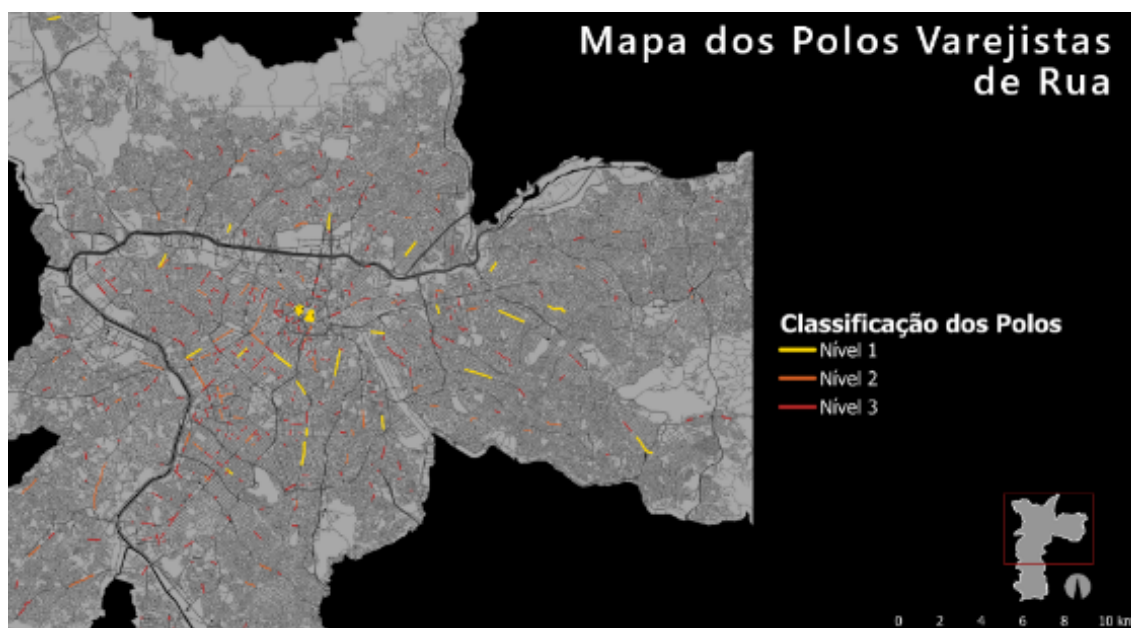 Mapa dos Polos Varejistas
de Rua
Classificação dos Polos
Nível 1
Nível 2
Nível 3
0 2 4 6 8 10 km